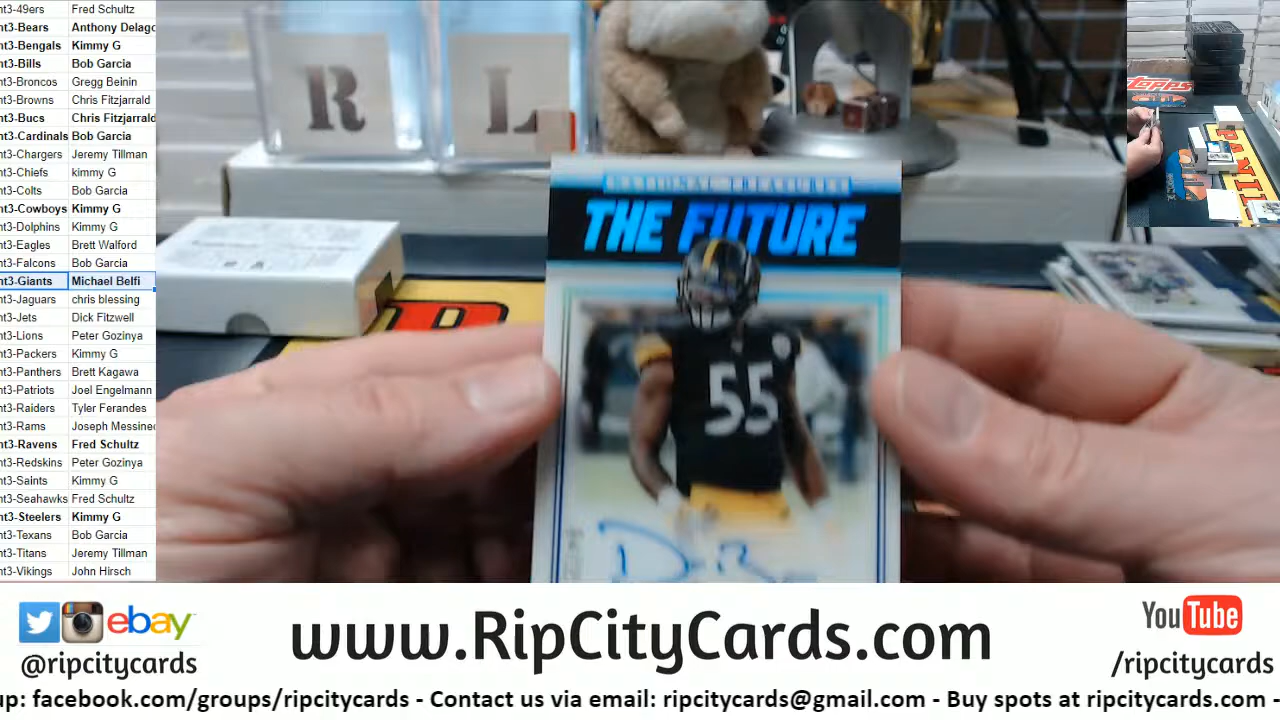 nt3-49ers Fred Schultz
nt3-Bears Anthony Delago
nt3-Bengals Kimmy G
nt3-Bills Bob Garcia
nt3-Broncos Gregg Beinin
nt3-Browns Chris Fitzjarrald
nt3-Bucs Chris Fitzjarrald
nt3-Cardinals Bob Garcia
nt3-Chargers Jeremy Tillman
nt3-Chiefs kimmy G
nt3-Colts Bob Garcia
nt3-Cowboys Kimmy G
nt3-Dolphins Kimmy G
nt3-Eagles Brett Walford
nt3-Falcons Bob Garcia
nt3-Giants Michael Belfi
nt3-Jaguars chris blessing
nt3-Jets Dick Fitzwell
nt3-Lions Peter Gozinya
nt3-Packers Kimmy G
nt3-Panthers Brett Kagawa
nt3-Patriots Joel Engelmann
nt3-Raiders Tyler Ferandes
nt3-Rams Joseph Messineo
nt3-Ravens Fred Schultz
nt3-Redskins Peter Gozinya
nt3-Saints Kimmy G
nt3-Seahawks Fred Schultz
nt3-Steelers Kimmy G
nt3-Texans Bob Garcia
nt3-Titans Jeremy Tillman
nt3-Vikings John Hirsch
R L
THE FUTURE
55
Topps
PANINI
ebay
@ripcitycards
www.RipCityCards.com
YouTube
/ripcitycards
up: facebook.com/groups/ripcitycards - Contact us via email: ripcitycards@gmail.com - Buy spots at ripcitycards.com -